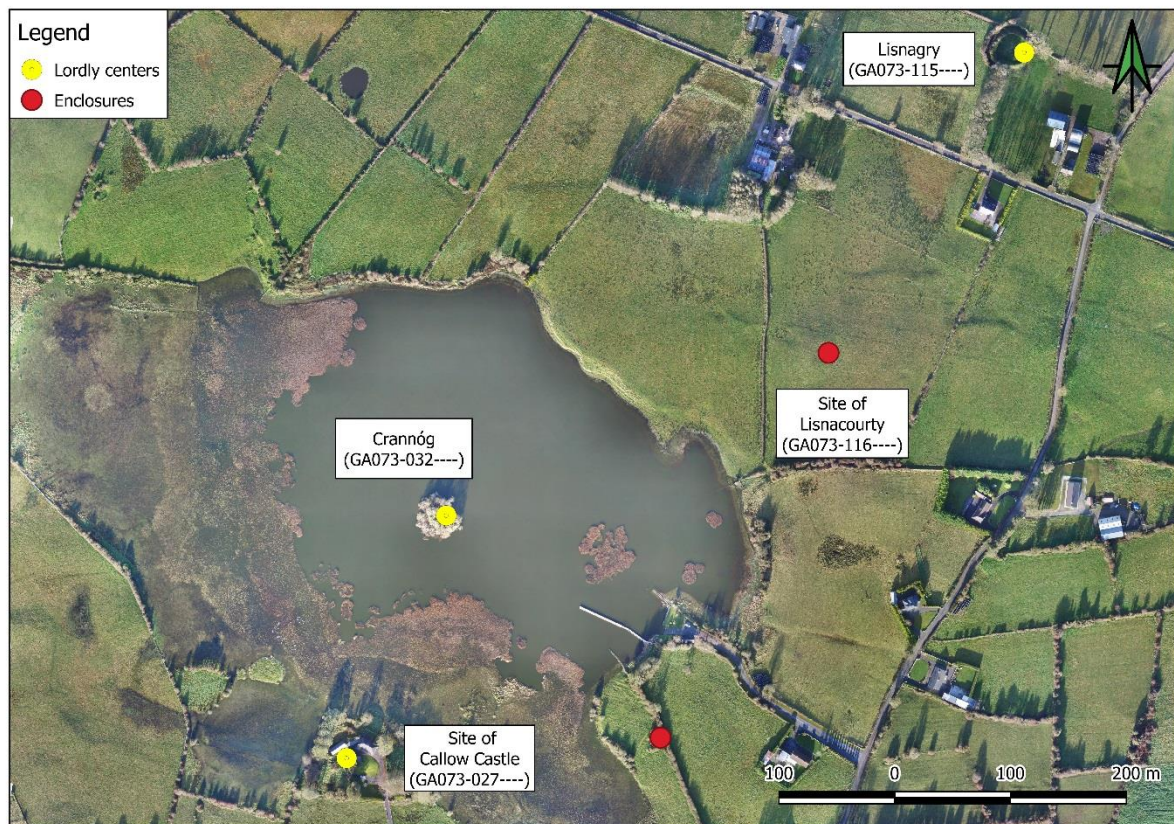 Legend
Lordly centers
Enclosures
Lisnagry
(GA073-115----)
Site of
Lisnacourty
(GA073-116----)
Crannóg
(GA073-032----)
Site of
Callow Castle
(GA073-027----)
100 0 100 200 m